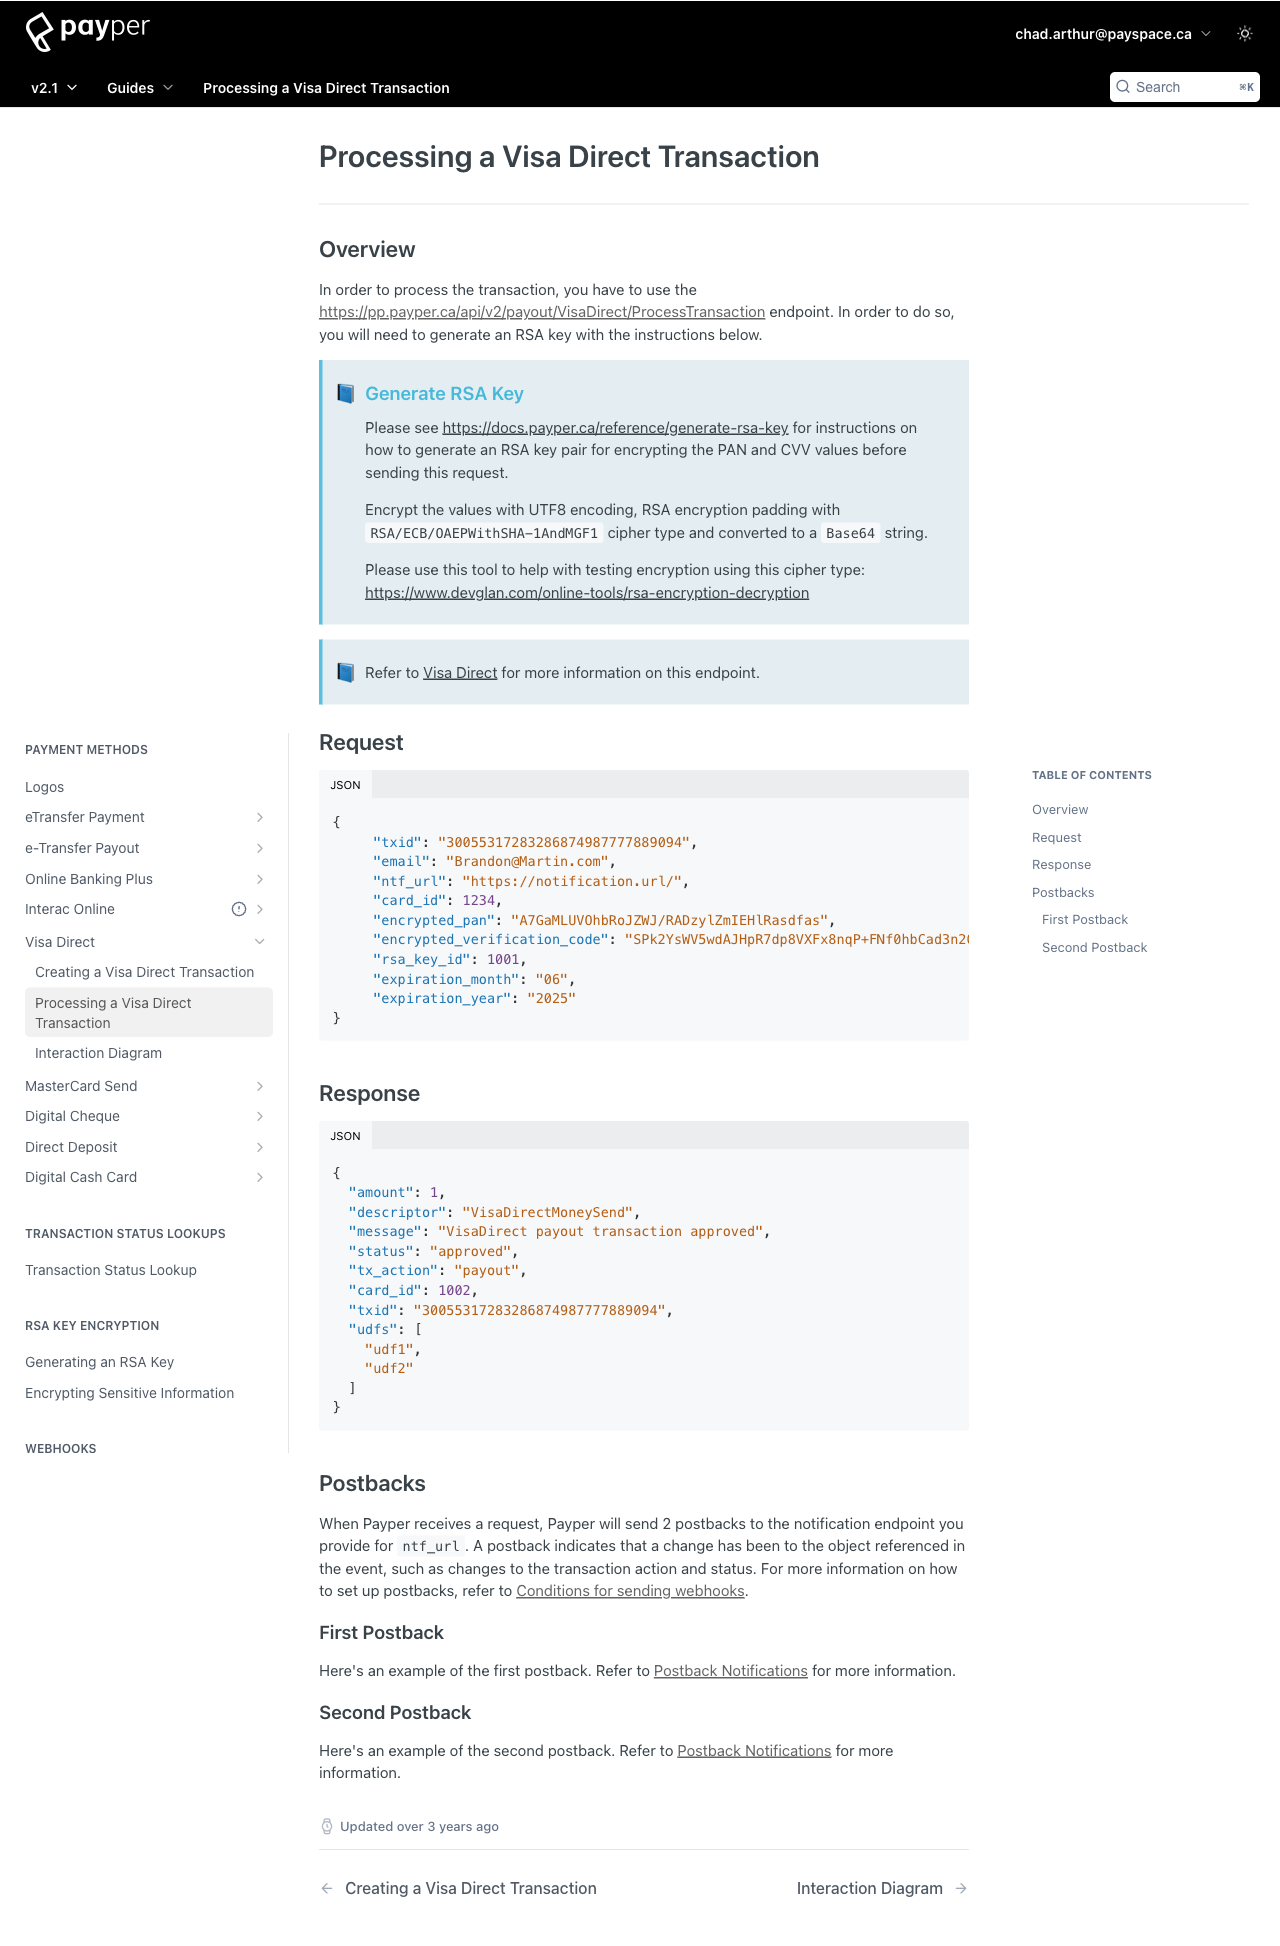 payper
chad.arthur@payspace.ca
v2.1
Guides
Processing a Visa Direct Transaction
Search
⌘K
Processing a Visa Direct Transaction
Overview
In order to process the transaction, you have to use the
https://pp.payper.ca/api/v2/payout/VisaDirect/ProcessTransaction endpoint. In order to do so,
you will need to generate an RSA key with the instructions below.
Generate RSA Key
Please see https://docs.payper.ca/reference/generate-rsa-key for instructions on
how to generate an RSA key pair for encrypting the PAN and CVV values before
sending this request.
Encrypt the values with UTF8 encoding, RSA encryption padding with
RSA/ECB/OAEPWithSHA-1AndMGF1 cipher type and converted to a Base64 string.
Please use this tool to help with testing encryption using this cipher type:
https://www.devglan.com/online-tools/rsa-encryption-decryption
Refer to Visa Direct for more information on this endpoint.
PAYMENT METHODS
Logos
eTransfer Payment
e-Transfer Payout
Online Banking Plus
Interac Online
Visa Direct
Creating a Visa Direct Transaction
Processing a Visa Direct
Transaction
Interaction Diagram
MasterCard Send
Digital Cheque
Direct Deposit
Digital Cash Card
TRANSACTION STATUS LOOKUPS
Transaction Status Lookup
RSA KEY ENCRYPTION
Generating an RSA Key
Encrypting Sensitive Information
WEBHOOKS
Request
JSON
{
"txid": "30055317283286874987777889094",
"email": "Brandon@Martin.com",
"ntf_url": "https://notification.url/",
"card_id": 1234,
"encrypted_pan": "A7GaMLUVOhbRoJZWJ/RADzylZmIEHlRasdfas",
"encrypted_verification_code": "SPk2YsWV5wdAJHpR7dp8VXFx8nqP+FNf0hbCad3n2
"rsa_key_id": 1001,
"expiration_month": "06",
"expiration_year": "2025"
}
Response
JSON
{
"amount": 1,
"descriptor": "VisaDirectMoneySend",
"message": "VisaDirect payout transaction approved",
"status": "approved",
"tx_action": "payout",
"card_id": 1002,
"txid": "30055317283286874987777889094",
"udfs": [
"udf1",
"udf2"
]
}
Postbacks
When Payper receives a request, Payper will send 2 postbacks to the notification endpoint you
provide for ntf_url. A postback indicates that a change has been to the object referenced in
the event, such as changes to the transaction action and status. For more information on how
to set up postbacks, refer to Conditions for sending webhooks.
First Postback
Here's an example of the first postback. Refer to Postback Notifications for more information.
Second Postback
Here's an example of the second postback. Refer to Postback Notifications for more
information.
Updated over 3 years ago
Creating a Visa Direct Transaction
Interaction Diagram
TABLE OF CONTENTS
Overview
Request
Response
Postbacks
First Postback
Second Postback